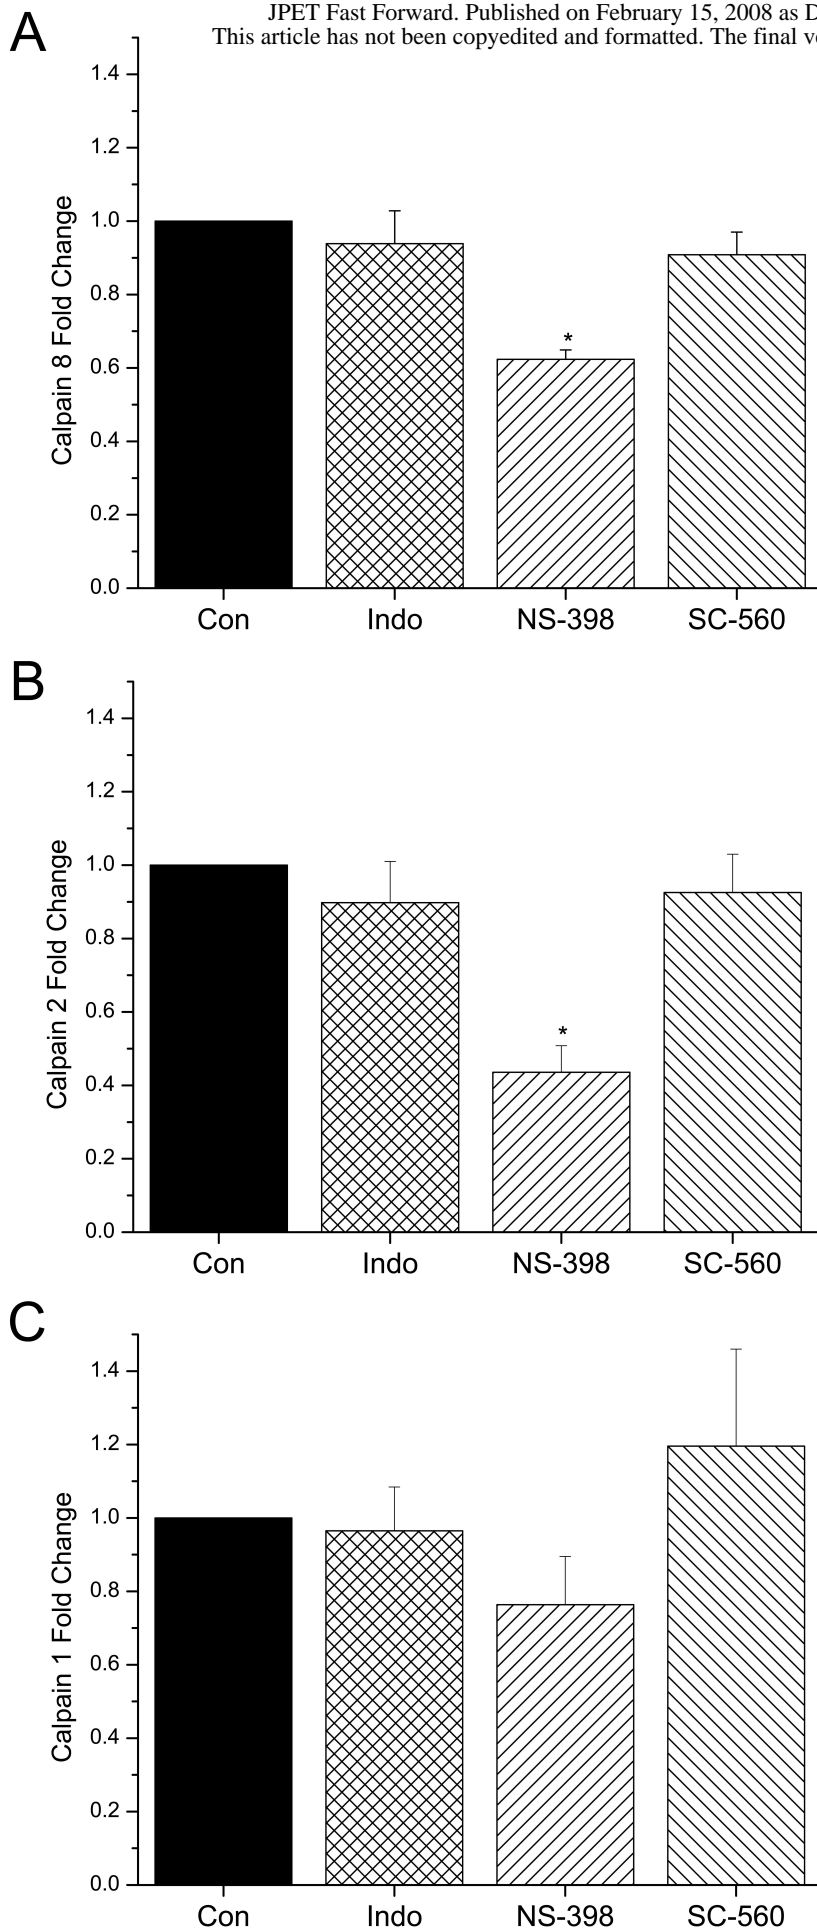 JPET Fast Forward. Published on February 15, 2008 as D
This article has not been copyedited and formatted. The final ve
A
Calpain 8 Fold Change
1.4
1.2
1.0
0.8
0.6
0.4
0.2
0.0
*
Con Indo NS-398 SC-560
B
Calpain 2 Fold Change
1.4
1.2
1.0
0.8
0.6
0.4
0.2
0.0
*
Con Indo NS-398 SC-560
C
Calpain 1 Fold Change
1.4
1.2
1.0
0.8
0.6
0.4
0.2
0.0
Con Indo NS-398 SC-560